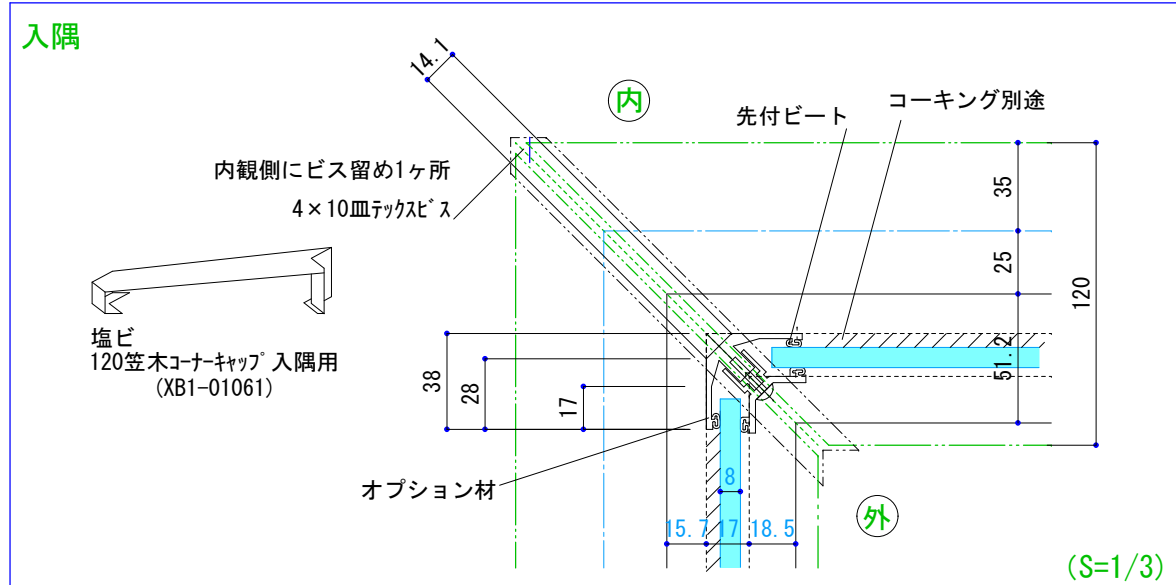 入隅
14.1
内
先付ビート
コーキング別途
内観側にビス留め1ヶ所
4×10皿ﾃｯｸｽﾋﾞｽ
35
25
120
51.2
塩ビ
120笠木ｺｰﾅｰｷｬｯﾌﾟ入隅用
(XB1-01061)
38
28
17
オプション材
8
15.7
17
18.5
外
(S=1/3)